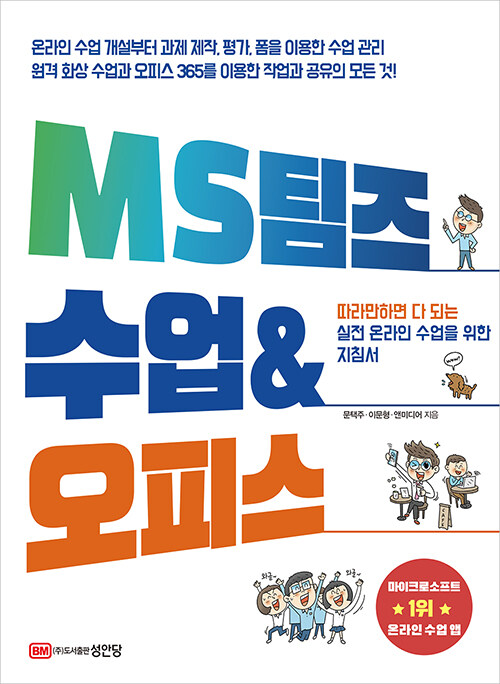 온라인 수업 개설부터 과제 제작, 평가, 폼을 이용한 수업 관리
원격 화상 수업과 오피스 365를 이용한 작업과 공유의 모든 것!
MS팀즈
수업&
오피스
따라만하면 다 되는
실전 온라인 수업을 위한
지침서
문택주·이문형·앤미디어 지음
CAFE
와글~
와글~
마이크로소프트
★ 1위 ★
온라인 수업 앱
BM (주)도서출판 성안당